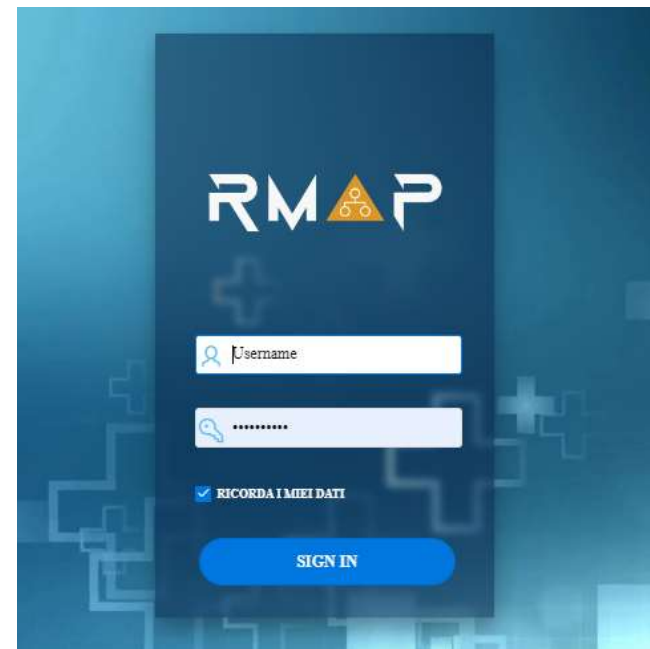 RMAP
Username
••••••••••
RICORDA I MIEI DATI
SIGN IN